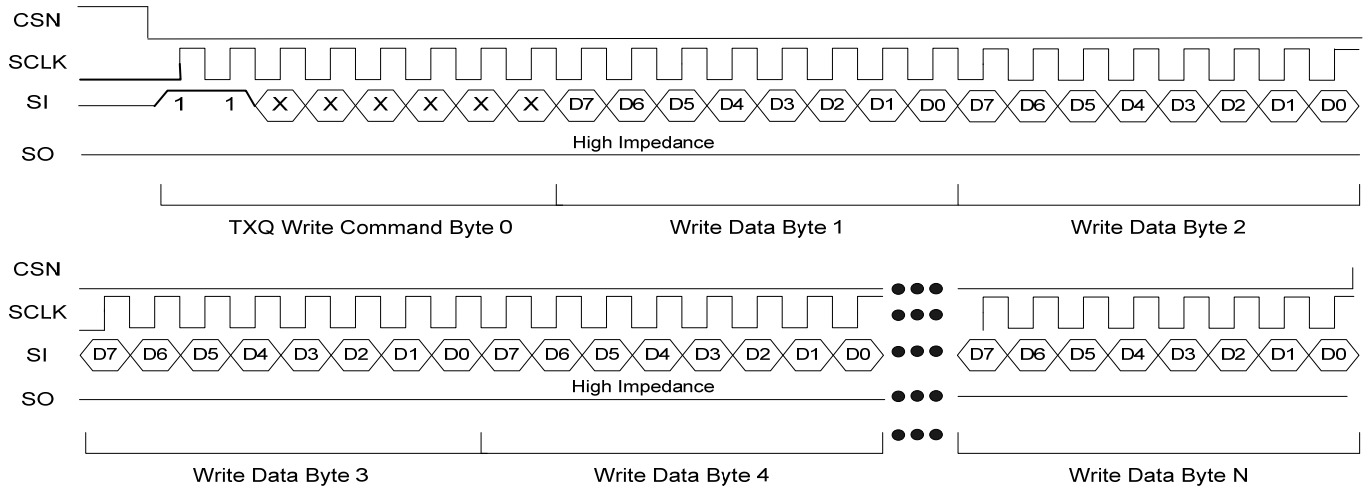 CSN
SCLK
SI 1 1 X X X X X X D7 D6 D5 D4 D3 D2 D1 D0 D7 D6 D5 D4 D3 D2 D1 D0
High Impedance
SO
TXQ Write Command Byte 0 Write Data Byte 1 Write Data Byte 2
CSN
SCLK
SI D7 D6 D5 D4 D3 D2 D1 D0 D7 D6 D5 D4 D3 D2 D1 D0 D7 D6 D5 D4 D3 D2 D1 D0
High Impedance
SO
Write Data Byte 3 Write Data Byte 4 Write Data Byte N